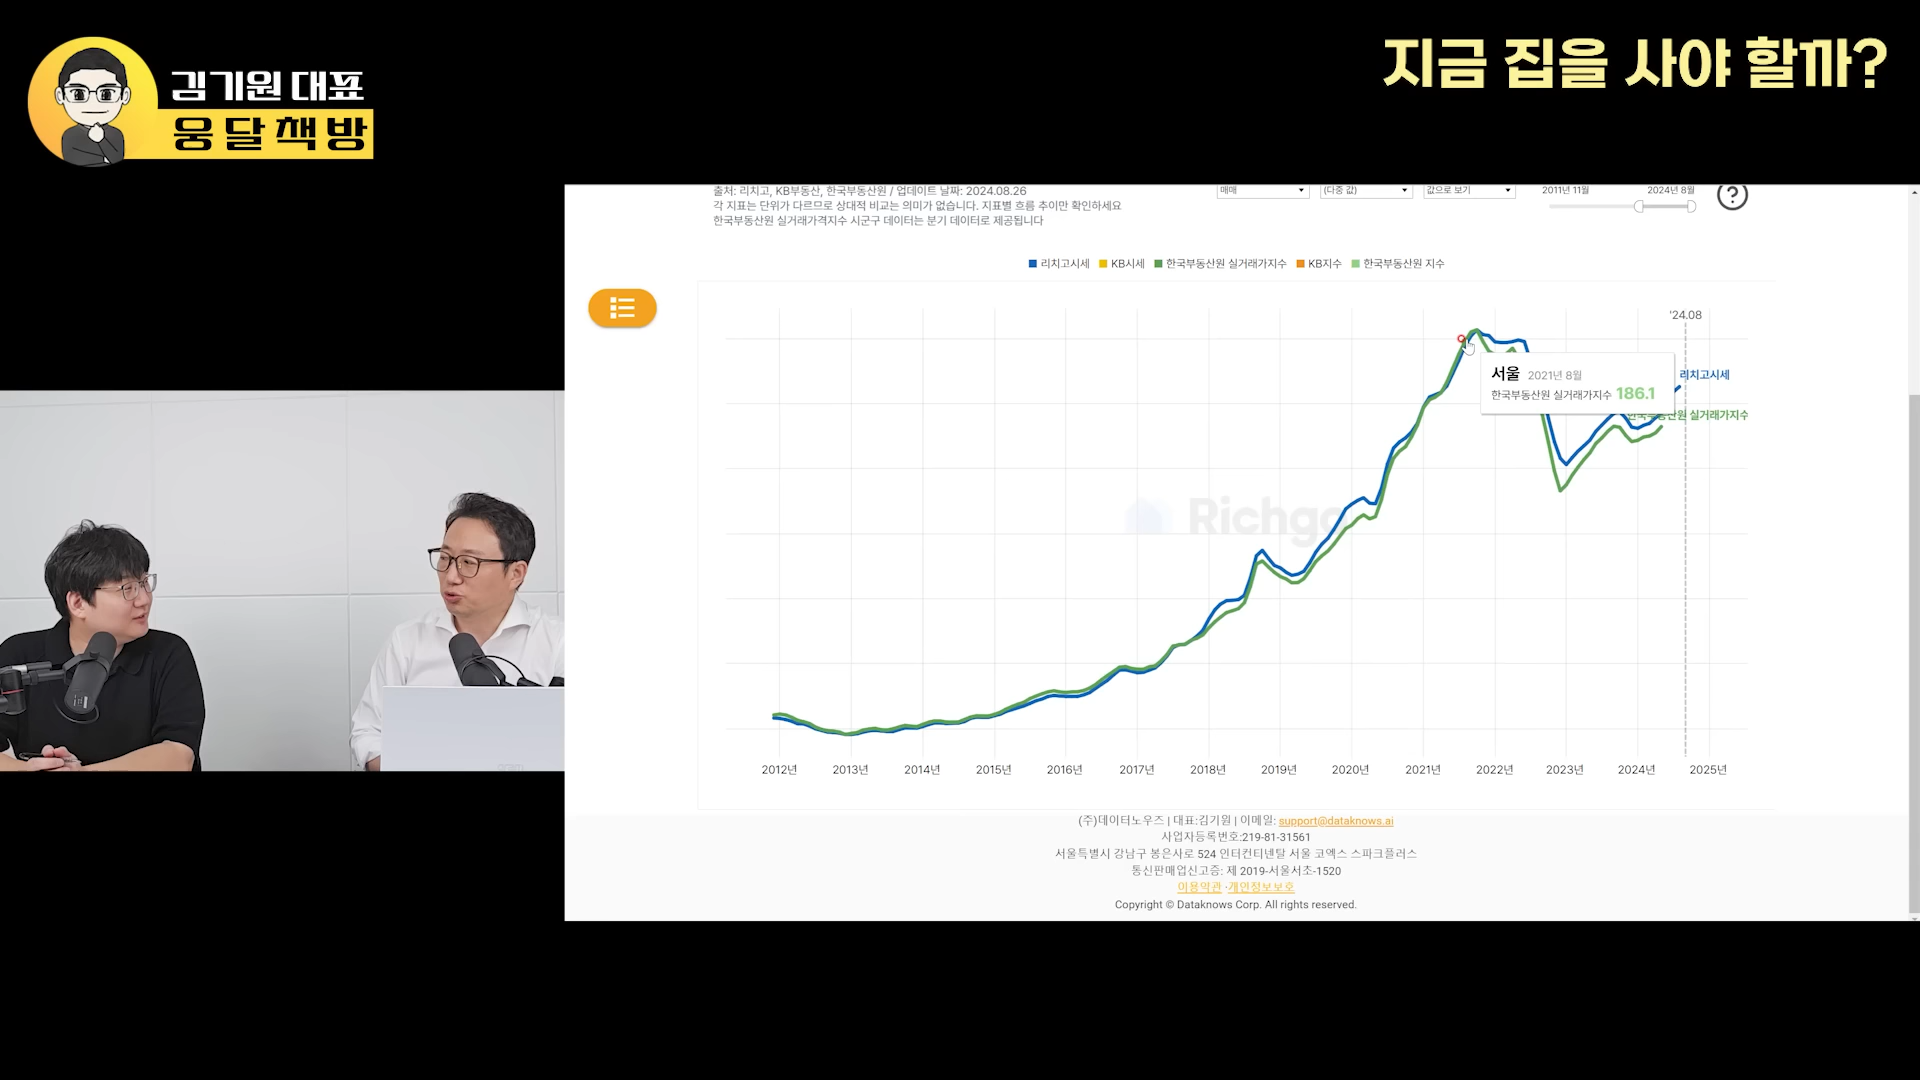 김기원 대표
웅달책방
지금 집을 사야 할까?
출처: 리치고, KB부동산, 한국부동산원 / 업데이트 날짜: 2024.08.26
각 지표는 단위가 다르므로 상대적 비교는 의미가 없습니다. 지표별 흐름 추이만 확인하세요
한국부동산원 실거래가격지수 시군구 데이터는 분기 데이터로 제공됩니다
매매 (다중 값) 값으로 보기 2011년 11월 2024년 8월
?
리치고시세 KB시세 한국부동산원 실거래가지수 KB지수 한국부동산원 지수
'24.08
서울 2021년 8월
한국부동산원 실거래가지수 186.1
리치고시세
한국부동산원 실거래가지수
Richgo
2012년 2013년 2014년 2015년 2016년 2017년 2018년 2019년 2020년 2021년 2022년 2023년 2024년 2025년
(주)데이터노우즈 | 대표:김기원 | 이메일: support@dataknows.ai
사업자등록번호:219-81-31561
서울특별시 강남구 봉은사로 524 인터컨티넨탈 서울 코엑스 스파크플러스
통신판매업신고증: 제 2019-서울서초-1520
이용약관 ·개인정보보호
Copyright © Dataknows Corp. All rights reserved.